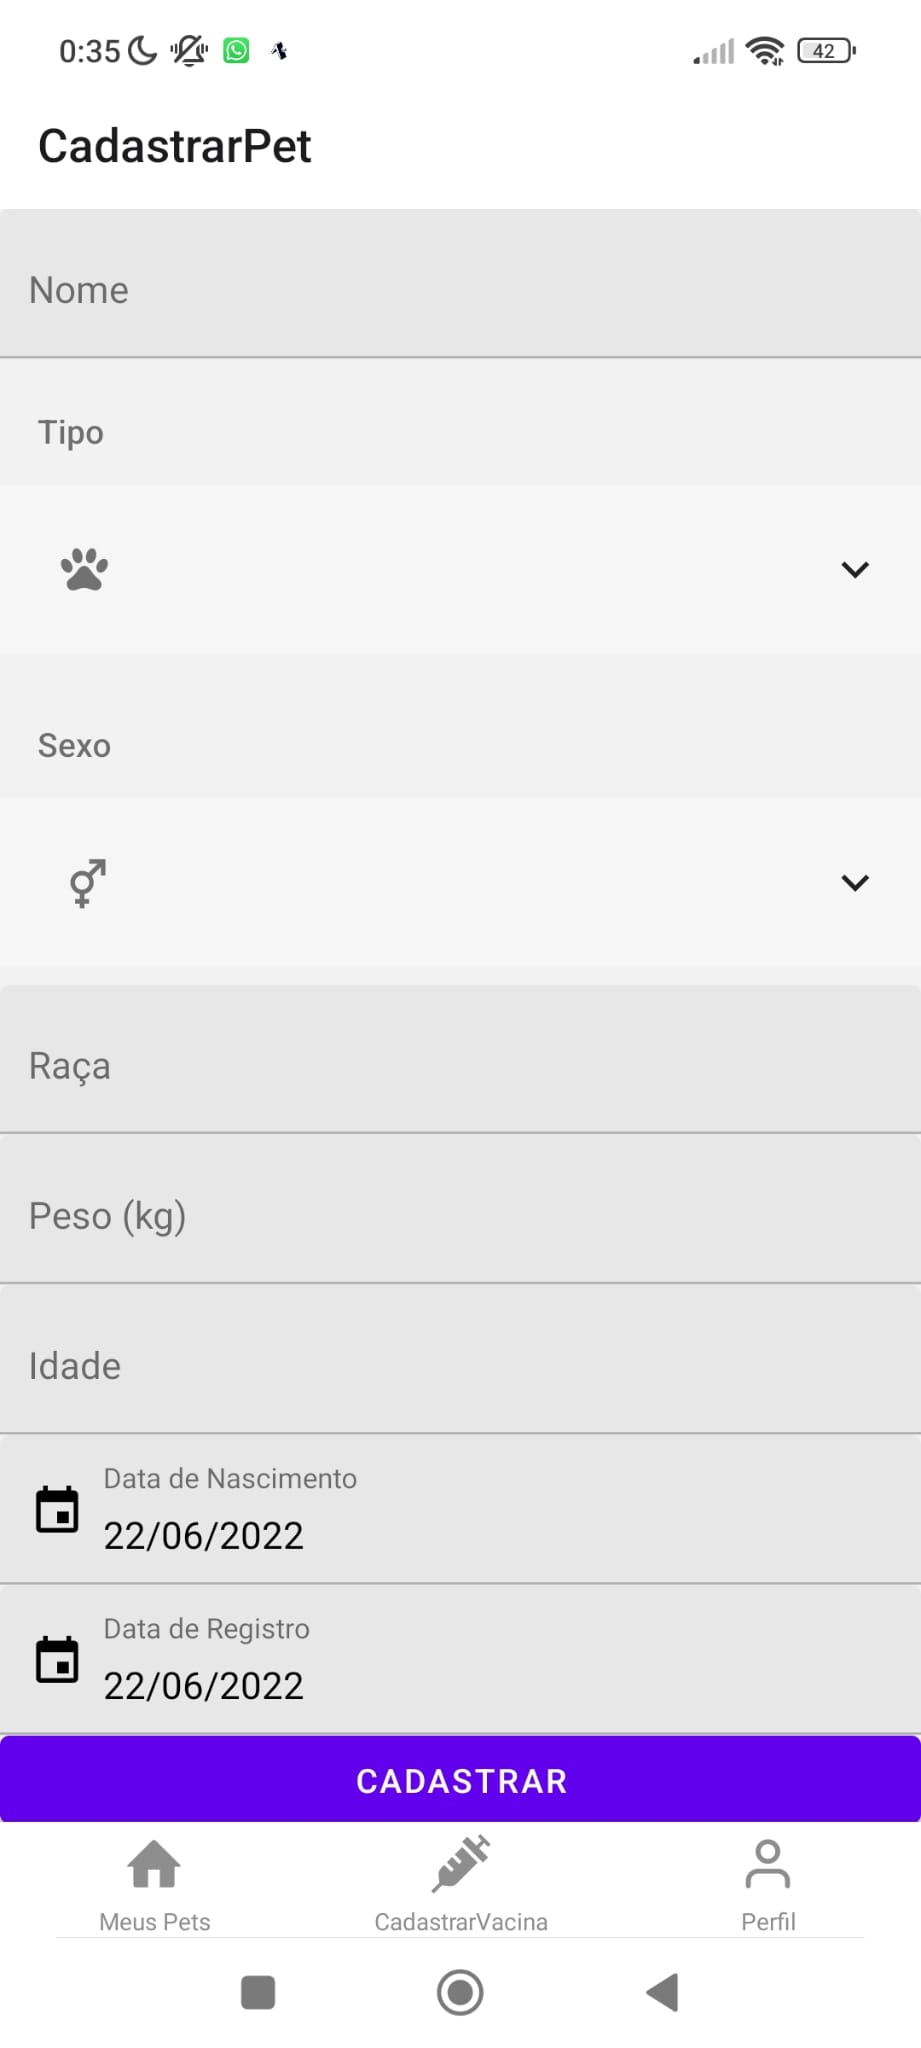 0:35
42
CadastrarPet
Nome
Tipo
Sexo
Raça
Peso (kg)
Idade
Data de Nascimento
22/06/2022
Data de Registro
22/06/2022
CADASTRAR
Meus Pets
CadastrarVacina
Perfil